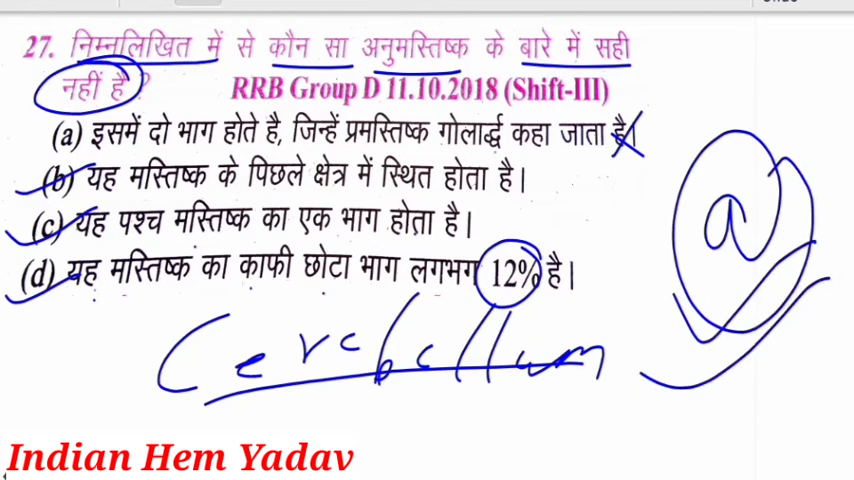 27. निम्नलिखित में से कौन सा अनुमस्तिष्क के बारे में सही
नहीं है ?
RRB Group D 11.10.2018 (Shift-III)
(a) इसमें दो भाग होते है, जिन्हें प्रमस्तिष्क गोलार्द्ध कहा जाता है।
(b) यह मस्तिष्क के पिछले क्षेत्र में स्थित होता है।
(c) यह पश्च मस्तिष्क का एक भाग होता है।
(d) यह मस्तिष्क का काफी छोटा भाग लगभग 12% है।
a
Cerebellum
Indian Hem Yadav